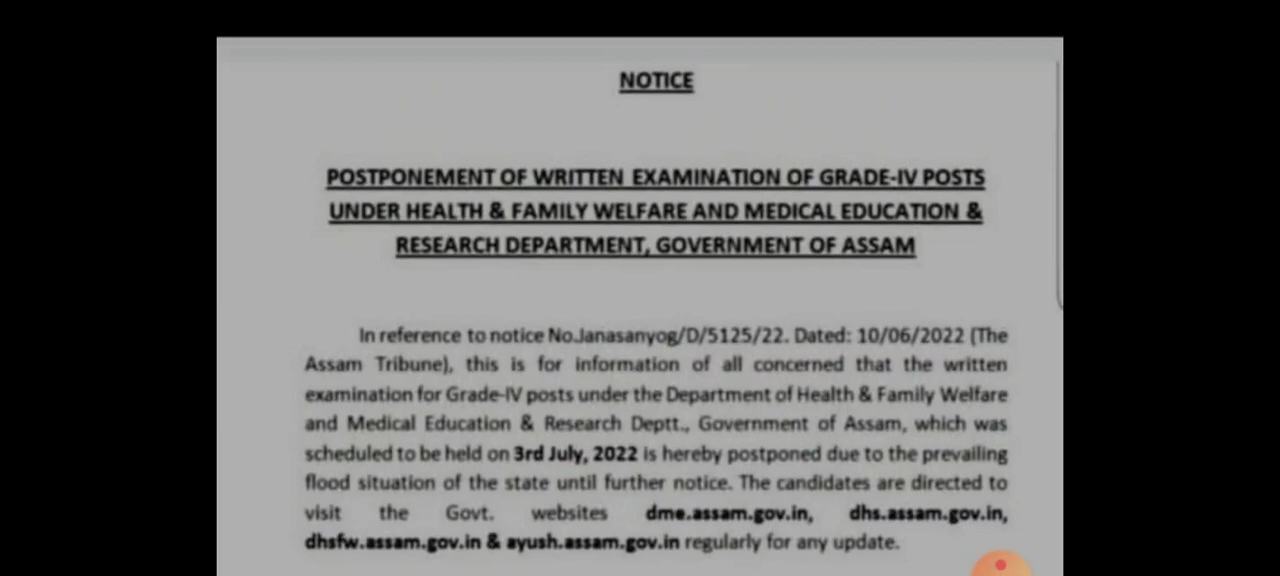 NOTICE
POSTPONEMENT OF WRITTEN EXAMINATION OF GRADE-IV POSTS
UNDER HEALTH & FAMILY WELFARE AND MEDICAL EDUCATION &
RESEARCH DEPARTMENT, GOVERNMENT OF ASSAM
In reference to notice No.Janasanyog/D/5125/22. Dated: 10/06/2022 (The
Assam Tribune), this is for information of all concerned that the written
examination for Grade-IV posts under the Department of Health & Family Welfare
and Medical Education & Research Deptt., Government of Assam, which was
scheduled to be held on 3rd July, 2022 is hereby postponed due to the prevailing
flood situation of the state until further notice. The candidates are directed to
visit the Govt. websites dme.assam.gov.in, dhs.assam.gov.in,
dhsfw.assam.gov.in & ayush.assam.gov.in regularly for any update.